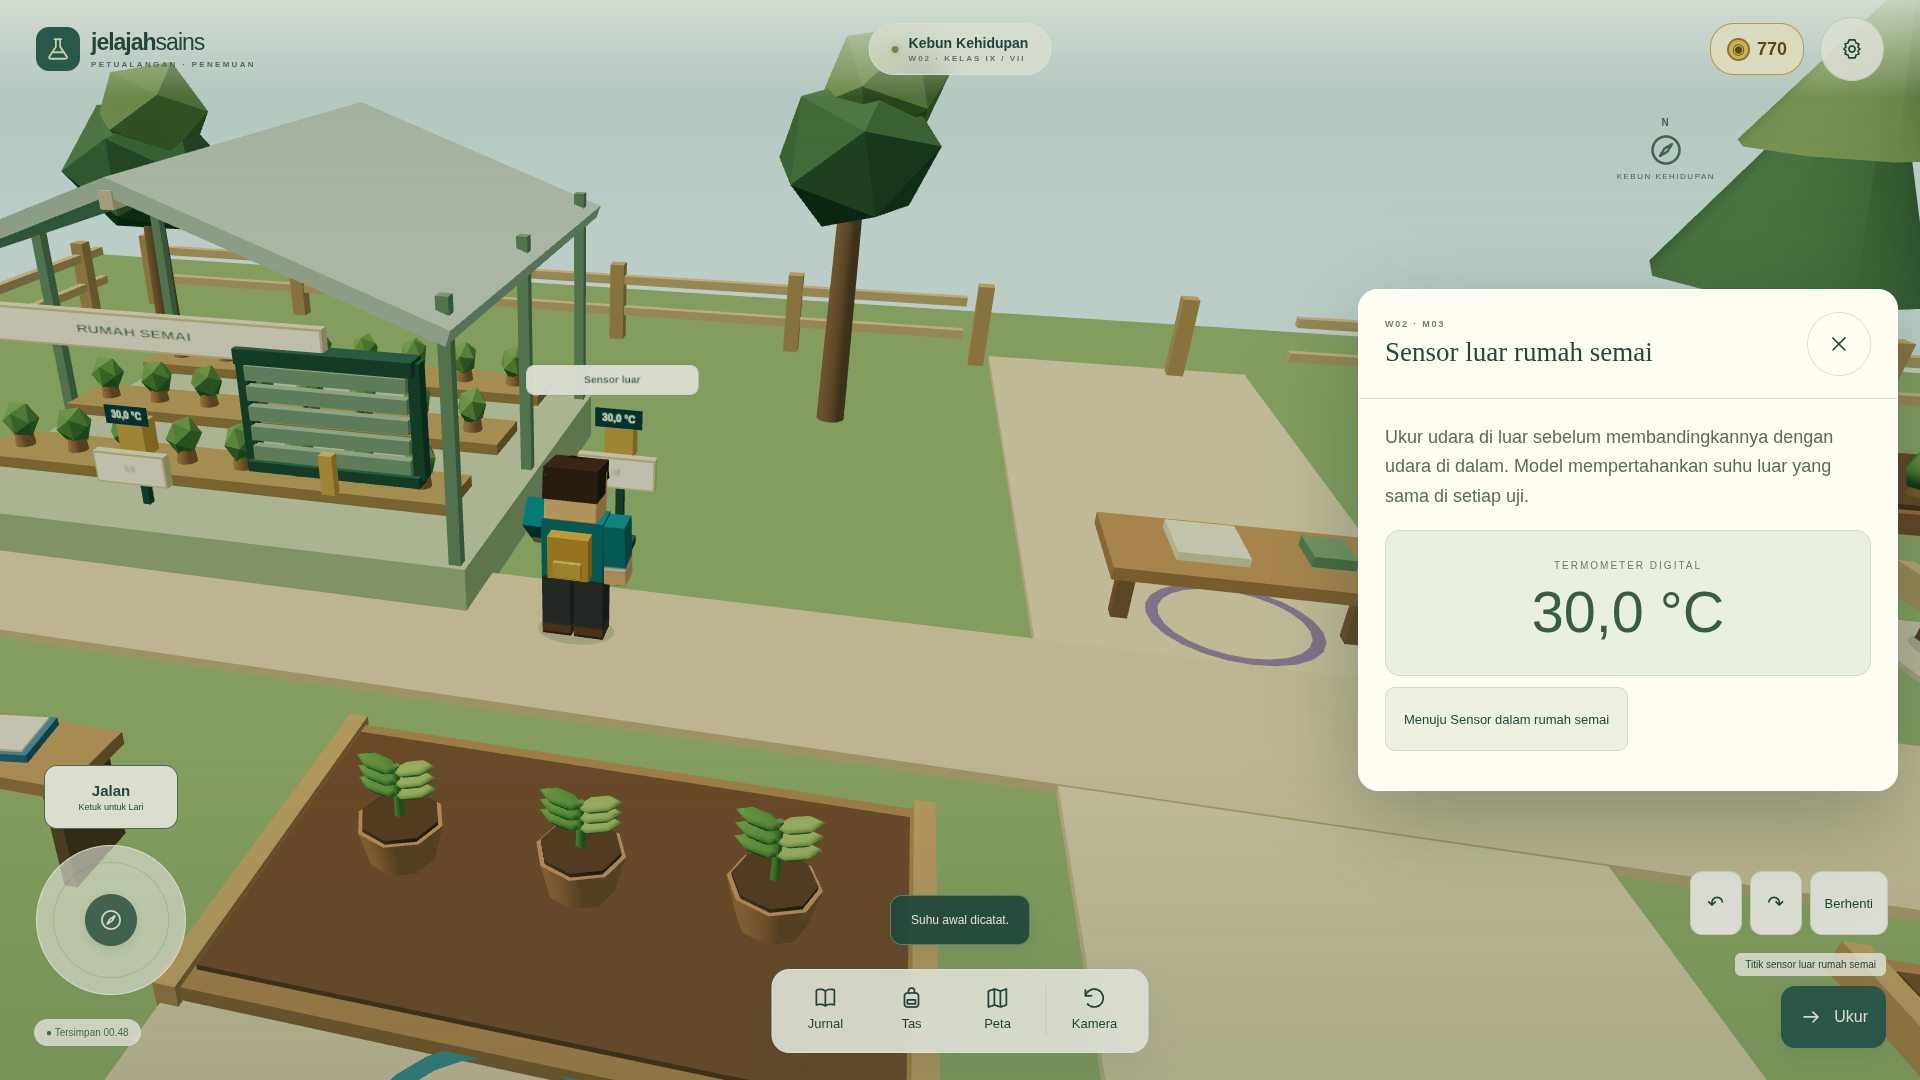 jelajahsains
PETUALANGAN · PENEMUAN
Kebun Kehidupan
W02 · KELAS IX / VII
770
N
KEBUN KEHIDUPAN
RUMAH SEMAI
30,0 °C
Sensor luar
30,0 °C
W02 · M03
Sensor luar rumah semai
Ukur udara di luar sebelum membandingkannya dengan
udara di dalam. Model mempertahankan suhu luar yang
sama di setiap uji.
TERMOMETER DIGITAL
30,0 °C
Menuju Sensor dalam rumah semai
Jalan
Ketuk untuk Lari
Suhu awal dicatat.
Berhenti
Titik sensor luar rumah semai
Ukur
Jurnal
Tas
Peta
Kamera
Tersimpan 00.48